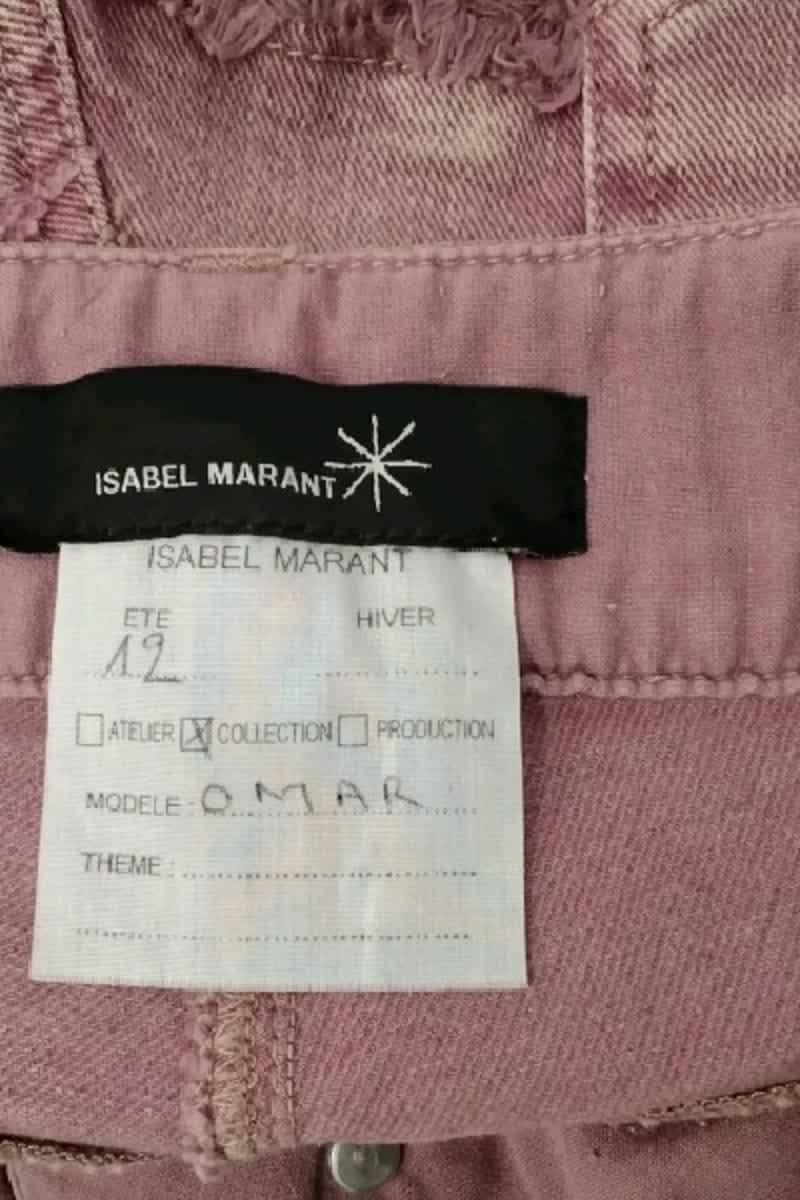 ISABEL MARANT
ISABEL MARANT
ETE HIVER
12
ATELIER COLLECTION PRODUCTION
MODELE: OMAR
THEME: